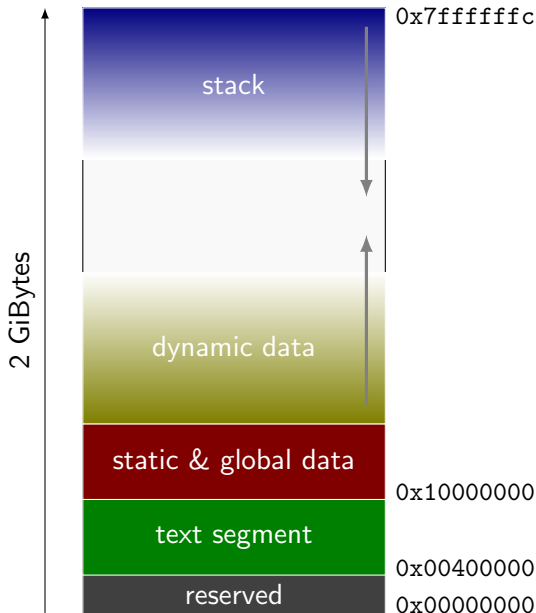 0x7ffffffc
stack
2 GiBytes
dynamic data
static & global data
0x10000000
text segment
0x00400000
reserved
0x00000000